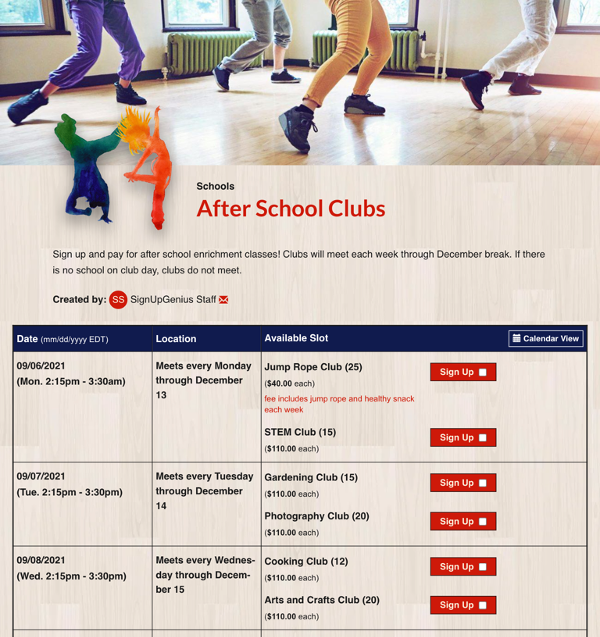 Schools
After School Clubs
Sign up and pay for after school enrichment classes! Clubs will meet each week through December break. If there
is no school on club day, clubs do not meet.
Created by: SS SignUpGenius Staff
Date (mm/dd/yyyy EDT) Location Available Slot Calendar View
09/06/2021
(Mon. 2:15pm - 3:30am)
Meets every Monday
through December
13
Jump Rope Club (25)
($40.00 each)
fee includes jump rope and healthy snack
each week
Sign Up
STEM Club (15)
($110.00 each)
Sign Up
09/07/2021
(Tue. 2:15pm - 3:30pm)
Meets every Tuesday
through December
14
Gardening Club (15)
($110.00 each)
Sign Up
Photography Club (20)
($110.00 each)
Sign Up
09/08/2021
(Wed. 2:15pm - 3:30pm)
Meets every Wednes-
day through Decem-
ber 15
Cooking Club (12)
($110.00 each)
Sign Up
Arts and Crafts Club (20)
($110.00 each)
Sign Up